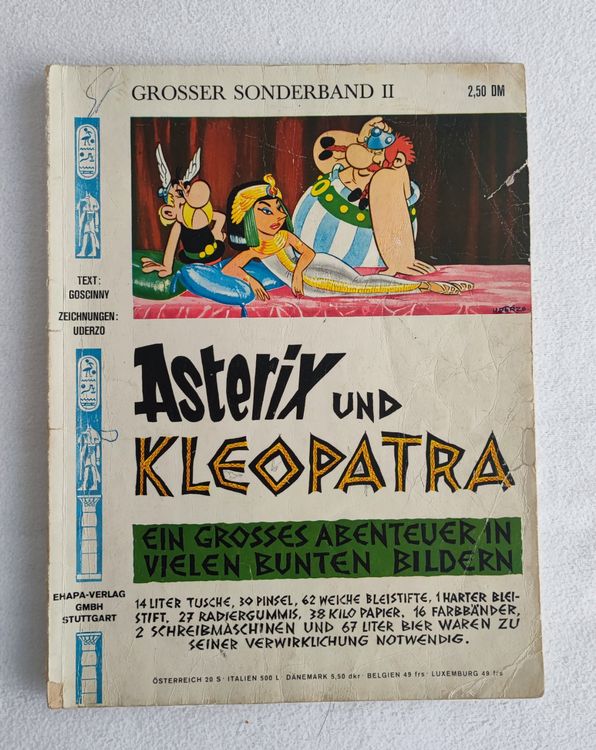 GROSSER SONDERBAND II
2,50 DM
UDERZO
TEXT:
GOSCINNY
ZEICHNUNGEN:
UDERZO
Asterix UND
KLEOPATRA
EIN GROSSES ABENTEUER IN
VIELEN BUNTEN BILDERN
EHAPA-VERLAG
GMBH
STUTTGART
14 LITER TUSCHE, 30 PINSEL, 62 WEICHE BLEISTIFTE, 1 HARTER BLEI-
STIFT, 27 RADIERGUMMIS, 38 KILO PAPIER, 16 FARBBÄNDER,
2 SCHREIBMASCHINEN UND 67 LITER BIER WAREN ZU
SEINER VERWIRKLICHUNG NOTWENDIG.
ÖSTERREICH 20 S · ITALIEN 500 L · DÄNEMARK 5,50 dkr · BELGIEN 49 frs · LUXEMBURG 49 frs